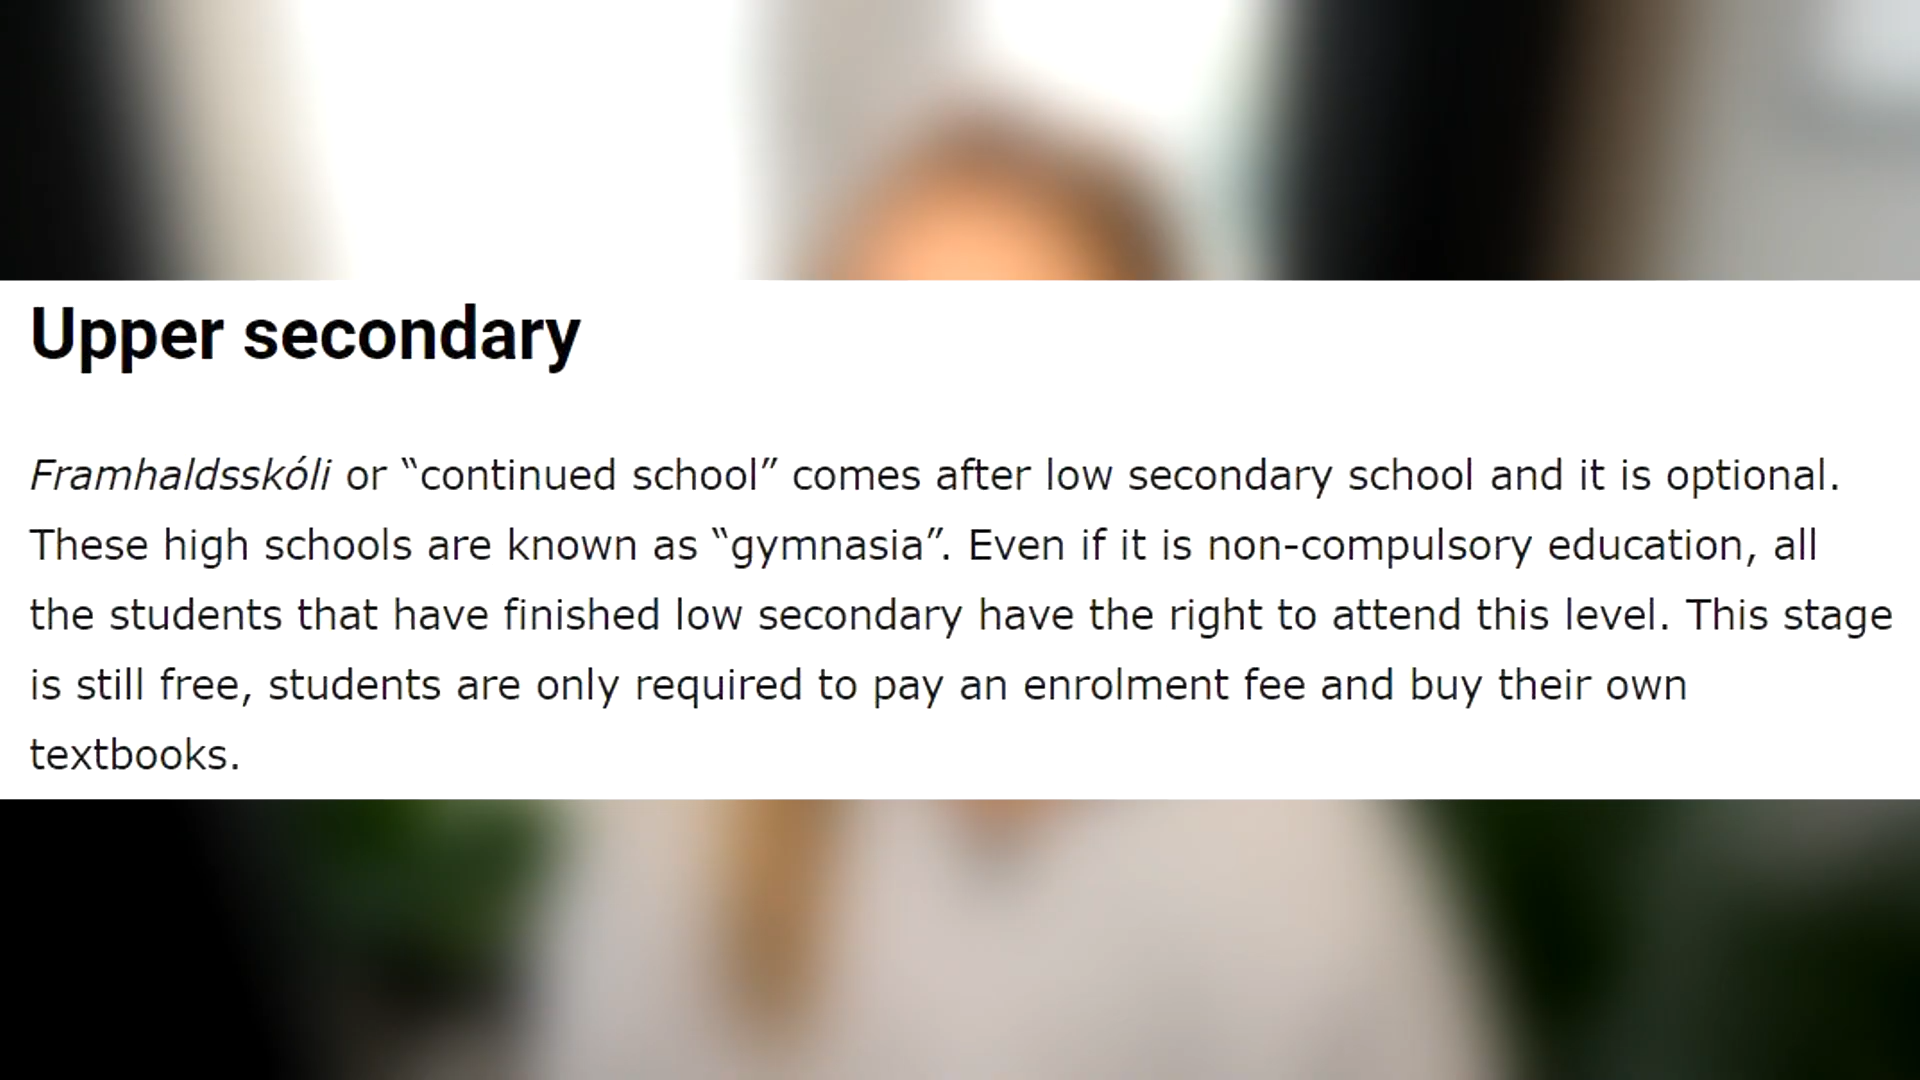 Upper secondary
Framhaldsskóli or “continued school” comes after low secondary school and it is optional.
These high schools are known as “gymnasia”. Even if it is non-compulsory education, all
the students that have finished low secondary have the right to attend this level. This stage
is still free, students are only required to pay an enrolment fee and buy their own
textbooks.